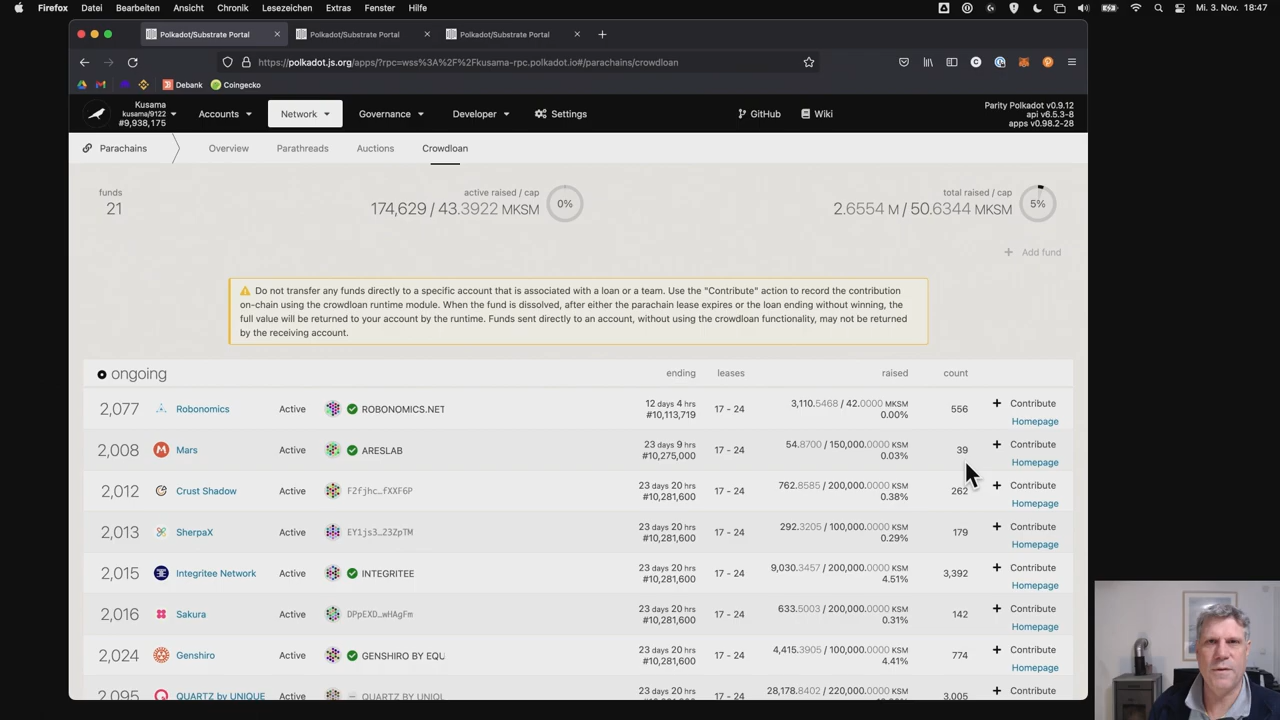 Firefox Datei Bearbeiten Ansicht Chronik Lesezeichen Extras Fenster Hilfe Mi. 3. Nov. 18:47
Polkadot/Substrate Portal Polkadot/Substrate Portal Polkadot/Substrate Portal
https://polkadot.js.org/apps/?rpc=wss%3A%2F%2Fkusama-rpc.polkadot.io#/parachains/crowdloan
Debank Coingecko
Kusama
kusama/9122
#9,938,175
Accounts Network Governance Developer Settings GitHub Wiki
Parity Polkadot v0.9.12
api v6.5.3-8
apps v0.98.2-28
Parachains Overview Parathreads Auctions Crowdloan
funds
21
active raised / cap
174,629 / 43.3922 MKSM 0%
total raised / cap
2.6554 M / 50.6344 MKSM 5%
+ Add fund
Do not transfer any funds directly to a specific account that is associated with a loan or a team. Use the "Contribute" action to record the contribution
on-chain using the crowdloan runtime module. When the fund is dissolved, after either the parachain lease expires or the loan ending without winning, the
full value will be returned to your account by the runtime. Funds sent directly to an account, without using the crowdloan functionality, may not be returned
by the receiving account.
ongoing ending leases raised count
2,077 Robonomics Active ROBONOMICS.NET 12 days 4 hrs 17 - 24 3,110.5468 / 42.0000 MKSM 556 + Contribute
#10,113,719 0.00% Homepage
2,008 Mars Active ARESLAB 23 days 9 hrs 17 - 24 54.8700 / 150,000.0000 KSM 39 + Contribute
#10,275,000 0.03% Homepage
2,012 Crust Shadow Active F2fjhc…fXXF6P 23 days 20 hrs 17 - 24 762.8585 / 200,000.0000 KSM 262 + Contribute
#10,281,600 0.38% Homepage
2,013 SherpaX Active EY1js3…23ZpTM 23 days 20 hrs 17 - 24 292.3205 / 100,000.0000 KSM 179 + Contribute
#10,281,600 0.29% Homepage
2,015 Integritee Network Active INTEGRITEE 23 days 20 hrs 17 - 24 9,030.3457 / 200,000.0000 KSM 3,392 + Contribute
#10,281,600 4.51% Homepage
2,016 Sakura Active DPpEXD…wHAgFm 23 days 20 hrs 17 - 24 633.5003 / 200,000.0000 KSM 142 + Contribute
#10,281,600 0.31% Homepage
2,024 Genshiro Active GENSHIRO BY EQU 23 days 20 hrs 17 - 24 4,415.3905 / 100,000.0000 KSM 774 + Contribute
#10,281,600 4.41% Homepage
2,095 QUARTZ by UNIQUE Active QUARTZ BY UNIQU 23 days 20 hrs 17 - 24 28,178.8402 / 220,000.0000 KSM 3,005 + Contribute